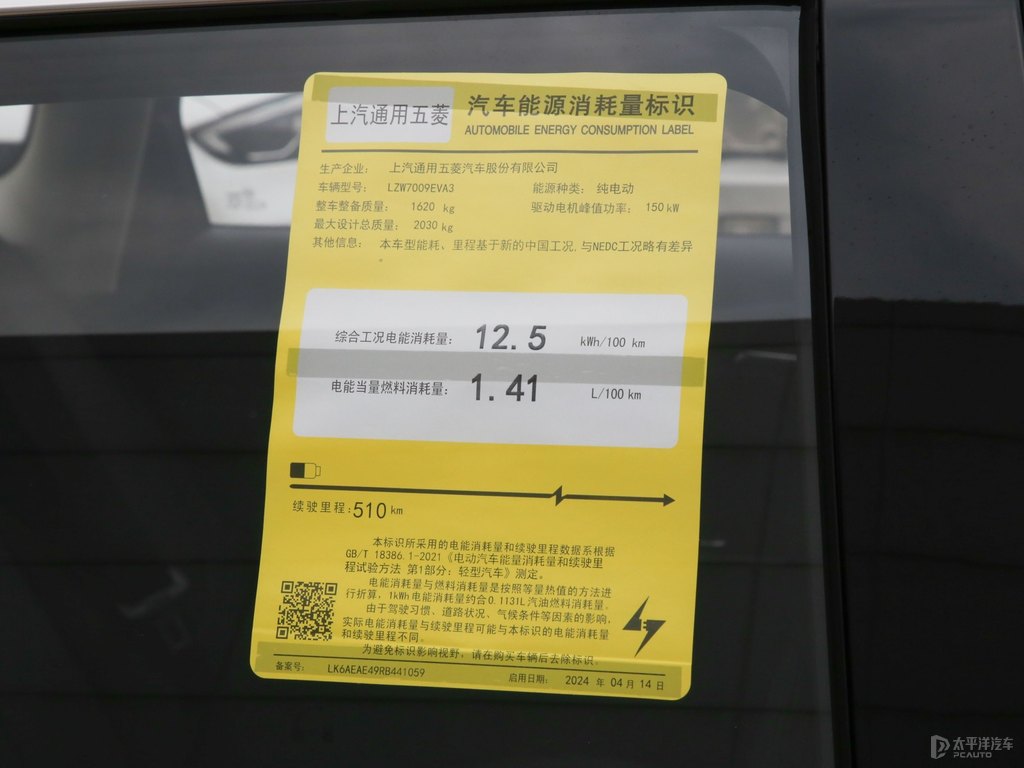 上汽通用五菱
汽车能源消耗量标识
AUTOMOBILE ENERGY CONSUMPTION LABEL
生产企业： 上汽通用五菱汽车股份有限公司
车辆型号： LZW7009EVA3 能源种类： 纯电动
整车整备质量： 1620 kg 驱动电机峰值功率： 150 kW
最大设计总质量： 2030 kg
其他信息： 本车型能耗、里程基于新的中国工况，与NEDC工况略有差异
综合工况电能消耗量： 12.5 kWh/100 km
电能当量燃料消耗量： 1.41 L/100 km
续驶里程：510 km
本标识所采用的电能消耗量和续驶里程数据系根据
GB/T 18386.1-2021《电动汽车能量消耗量和续驶里
程试验方法 第1部分：轻型汽车》测定。
电能消耗量与燃料消耗量是按照等量热值的方法进
行折算，1kWh电能消耗量约合0.1131L汽油燃料消耗量。
由于驾驶习惯、道路状况、气候条件等因素的影响，
实际电能消耗量与续驶里程可能与本标识的电能消耗量
和续驶里程不同。
为避免标识影响视野，请在购买车辆后去除标识。
备案号： LK6AEAE49RB441059 启用日期： 2024 年 04 月 14 日
太平洋汽车
PCAUTO